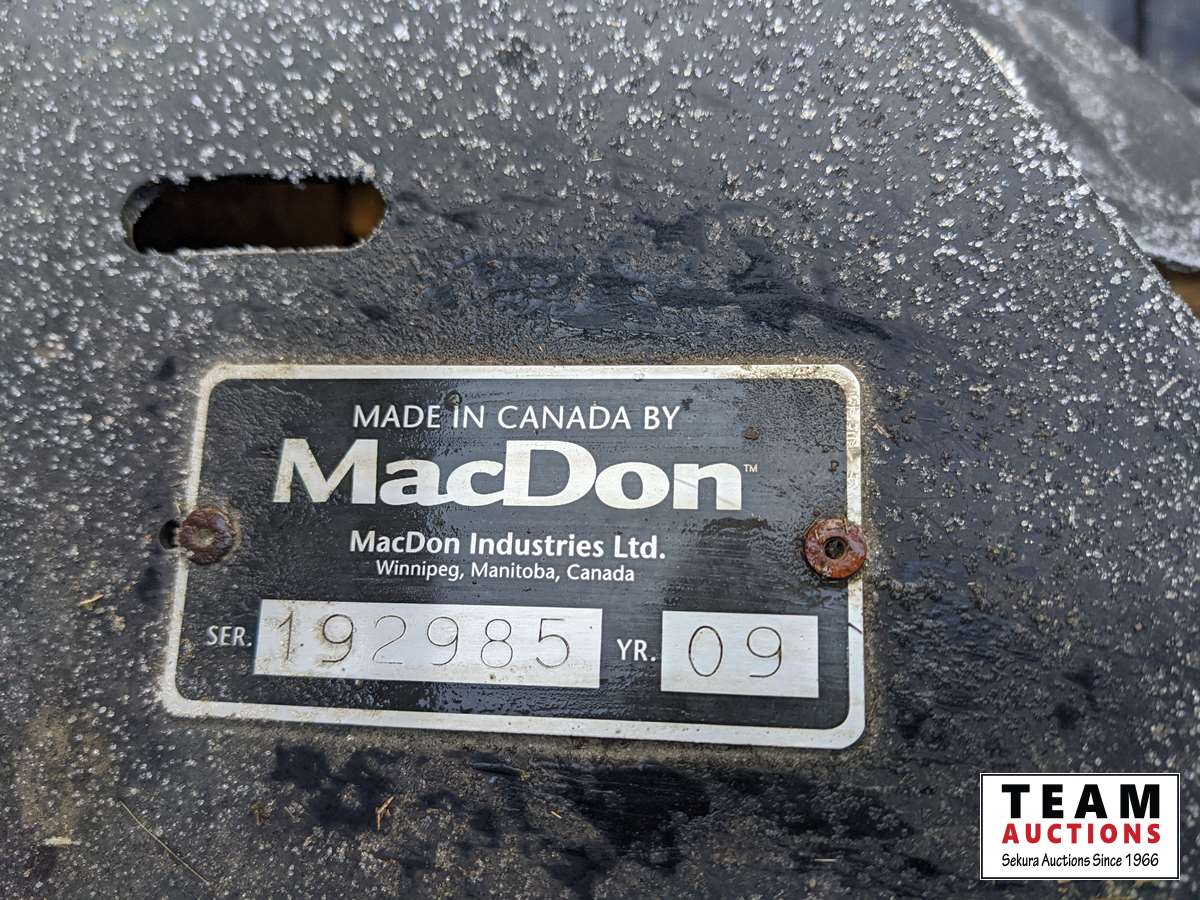 MADE IN CANADA BY
MacDon™
MacDon Industries Ltd.
Winnipeg, Manitoba, Canada
SER. 192985 YR. 09
TEAM
AUCTIONS
Sekura Auctions Since 1966